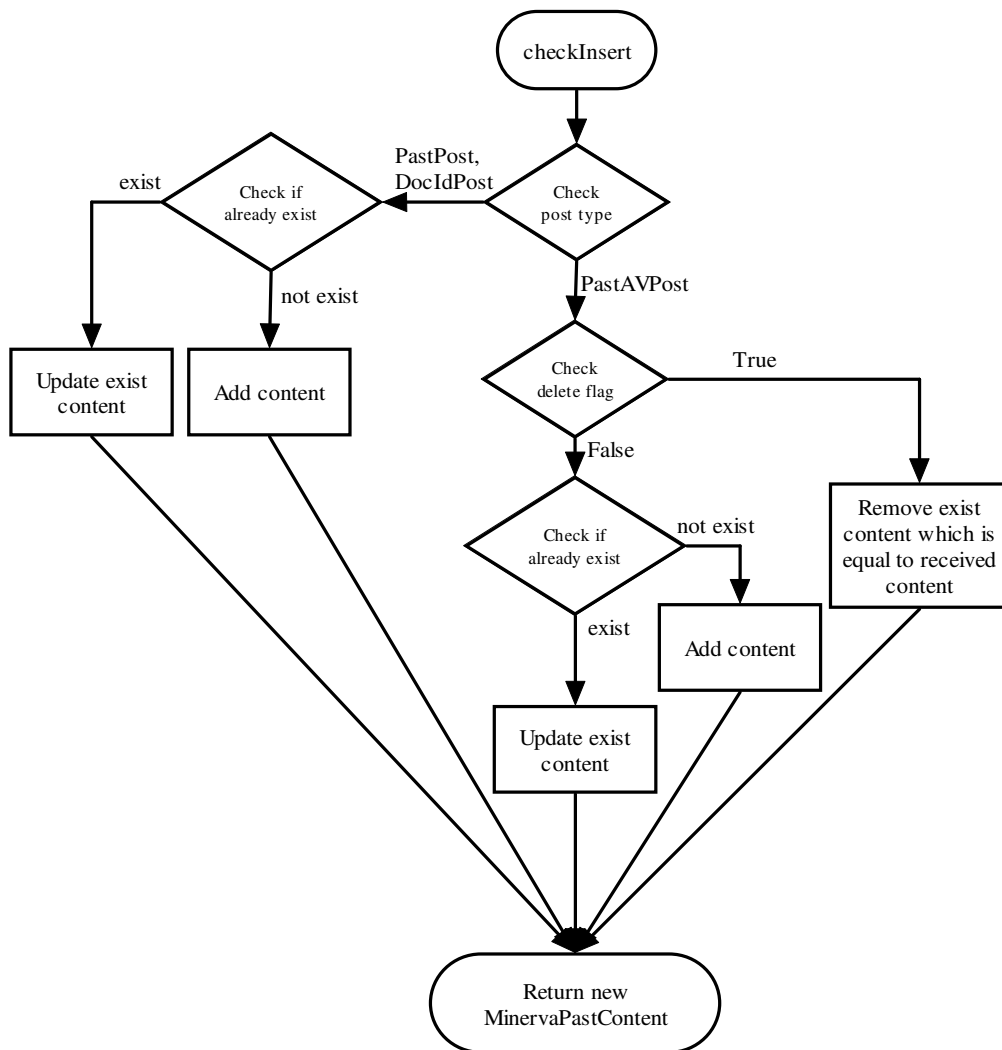 checkInsert
PastPost,
DocIdPost
Check
post type
exist
Check if
already exist
not exist
PastAVPost
Update exist
content
Add content
Check
delete flag
True
False
Remove exist
content which is
equal to received
content
Check if
already exist
not exist
exist
Add content
Update exist
content
Return new
MinervaPastContent